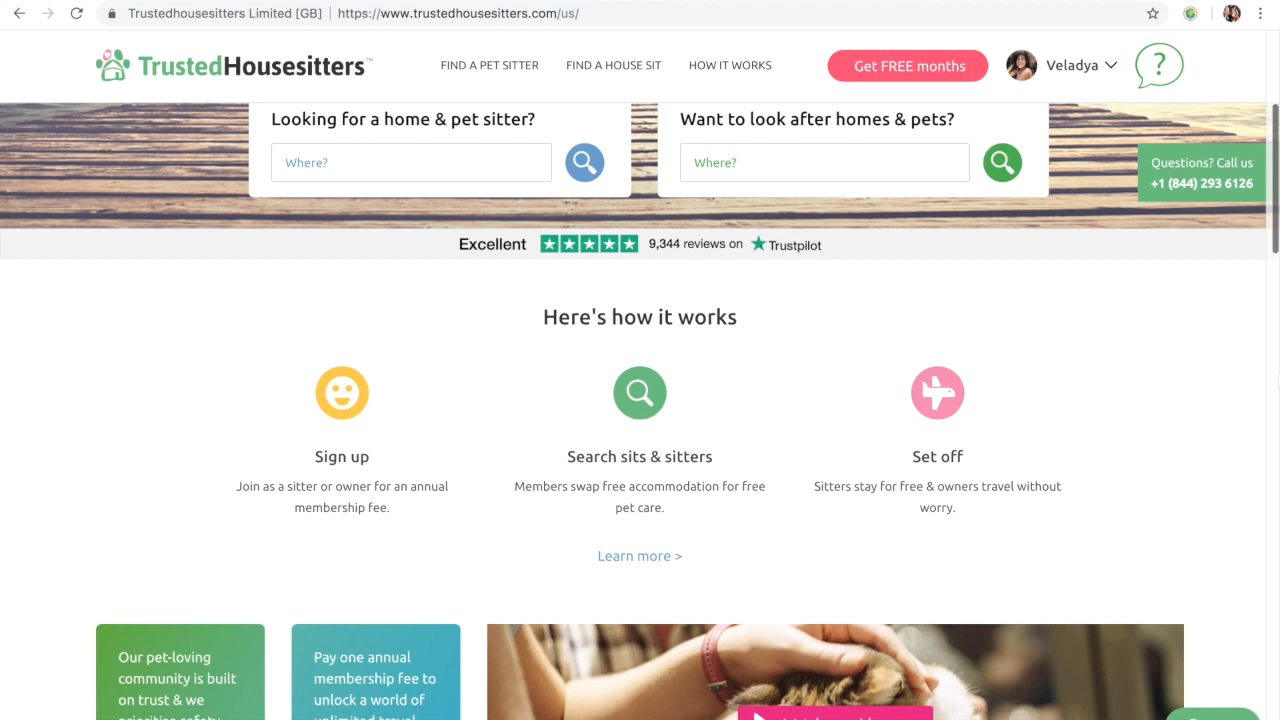 Trustedhousesitters Limited [GB] | https://www.trustedhousesitters.com/us/
TrustedHousesitters™
FIND A PET SITTER
FIND A HOUSE SIT
HOW IT WORKS
Get FREE months
Veladya
?
Looking for a home & pet sitter?
Where?
Want to look after homes & pets?
Where?
Questions? Call us
+1 (844) 293 6126
Excellent
9,344 reviews on
Trustpilot
Here's how it works
Sign up
Join as a sitter or owner for an annual
membership fee.
Search sits & sitters
Members swap free accommodation for free
pet care.
Set off
Sitters stay for free & owners travel without
worry.
Learn more >
Our pet-loving
community is built
on trust & we
prioritise safety
Pay one annual
membership fee to
unlock a world of
unlimited travel